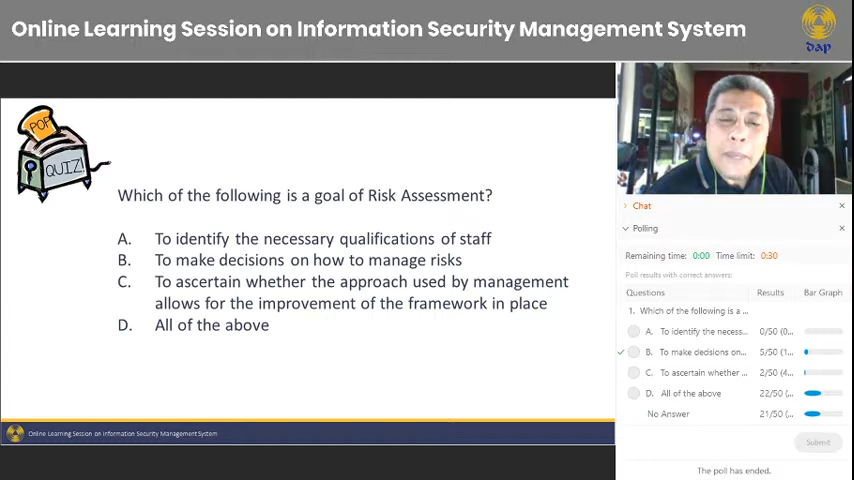 Online Learning Session on Information Security Management System
dap
POP
QUIZ!
Which of the following is a goal of Risk Assessment?
A. To identify the necessary qualifications of staff
B. To make decisions on how to manage risks
C. To ascertain whether the approach used by management
allows for the improvement of the framework in place
D. All of the above
Online Learning Session on Information Security Management System
Chat
Polling
Remaining time: 0:00 Time limit: 0:30
Poll results with correct answers:
Questions Results Bar Graph
1. Which of the following is a ...
A. To identify the necess... 0/50 (0...
B. To make decisions on... 5/50 (1...
C. To ascertain whether ... 2/50 (4...
D. All of the above 22/50 (...
No Answer 21/50 (...
Submit
The poll has ended.